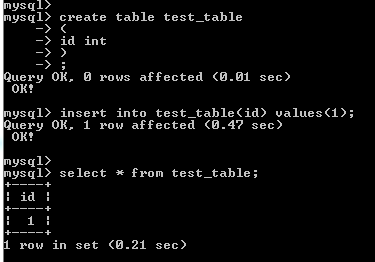 mysql>
mysql> create table test_table
    -> (
    -> id int
    -> )
    -> ;
Query OK, 0 rows affected (0.01 sec)
 OK!

mysql> insert into test_table(id) values(1);
Query OK, 1 row affected (0.47 sec)
 OK!

mysql>
mysql> select * from test_table;
+----+
| id |
+----+
|  1 |
+----+
1 row in set (0.21 sec)